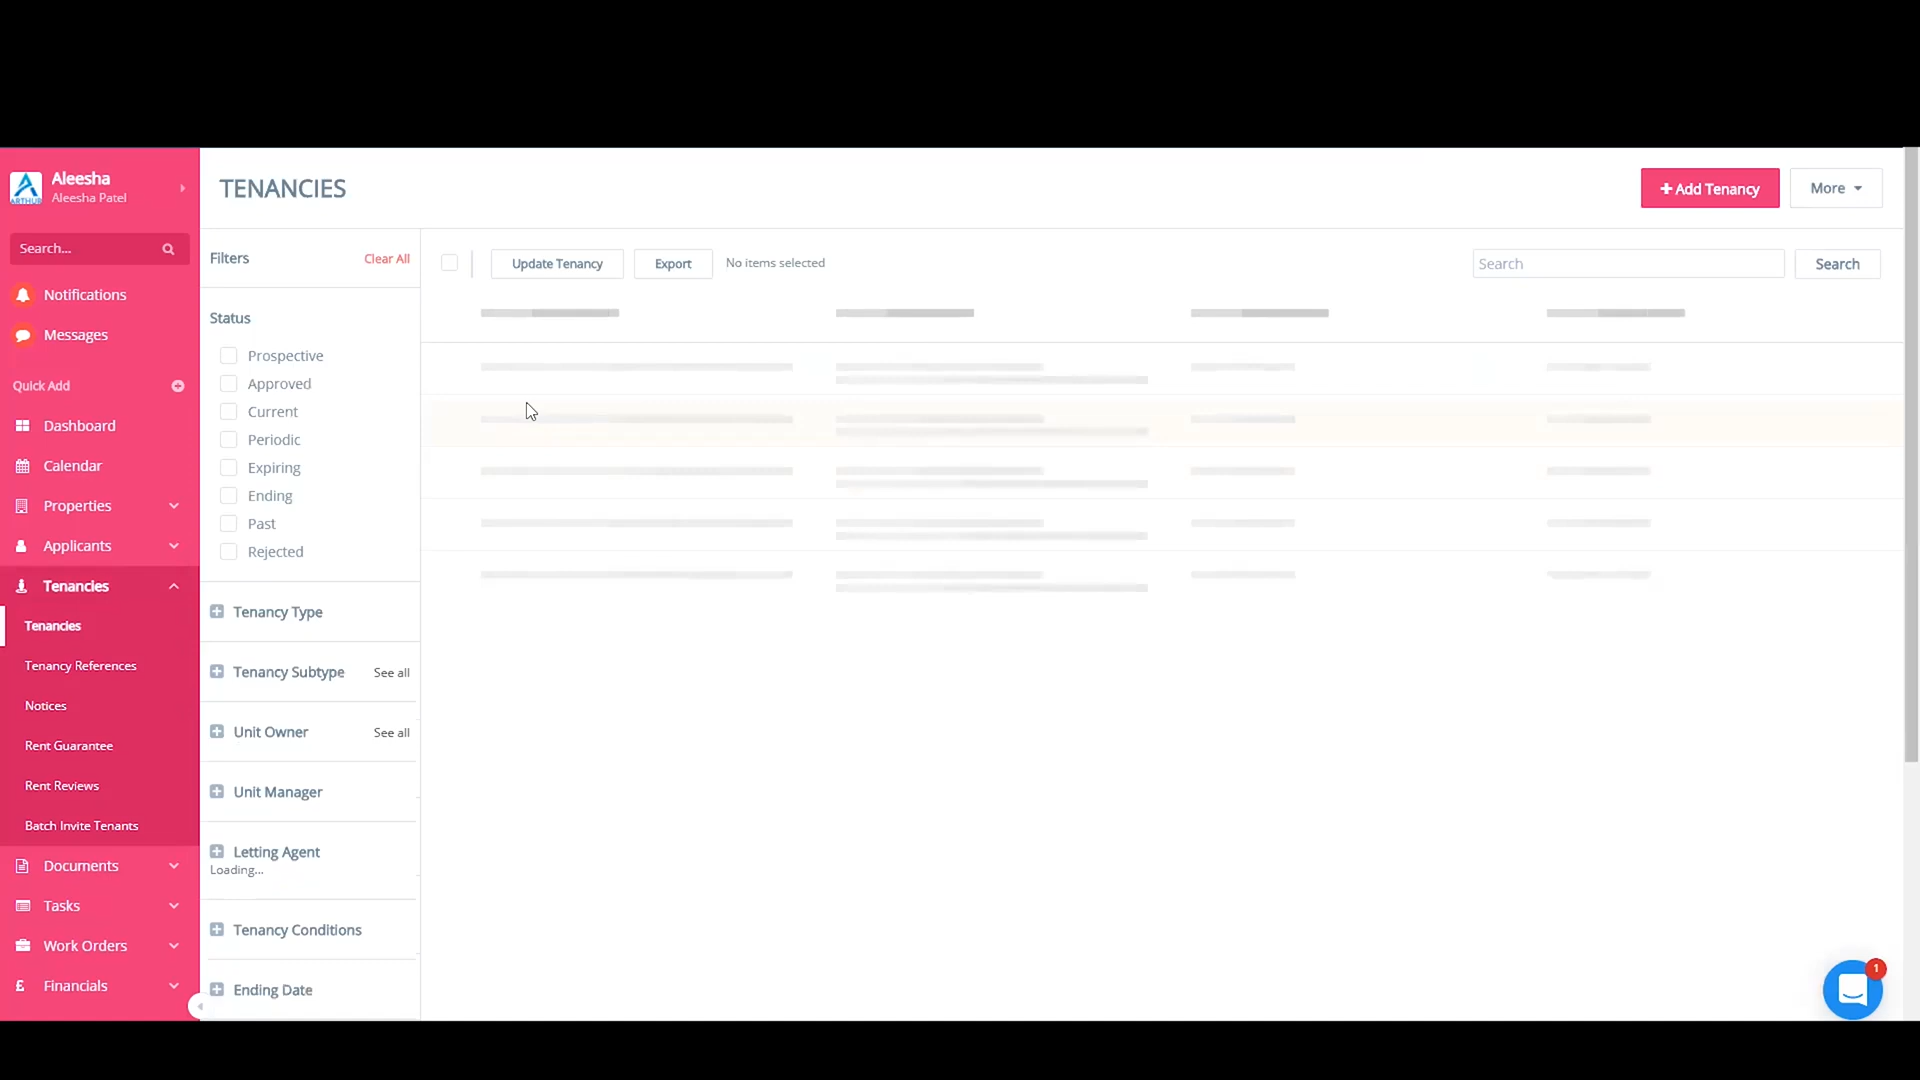 Aleesha
Aleesha Patel
ARTHUR
Search...
Notifications
Messages
Quick Add
Dashboard
Calendar
Properties
Applicants
Tenancies
Tenancies
Tenancy References
Notices
Rent Guarantee
Rent Reviews
Batch Invite Tenants
Documents
Tasks
Work Orders
£ Financials
TENANCIES
+ Add Tenancy
More
Filters
Clear All
Status
Prospective
Approved
Current
Periodic
Expiring
Ending
Past
Rejected
Tenancy Type
Tenancy Subtype See all
Unit Owner See all
Unit Manager
Letting Agent
Loading...
Tenancy Conditions
Ending Date
Update Tenancy Export No items selected
Search Search
1